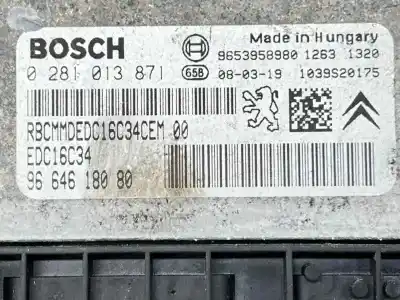 BOSCH
Made in Hungary
9653958980 1263 1320
0 281 013 871
65B
08-03-19 1039S20175
RBCMMDEDC16C34CEM 00
EDC16C34
96 646 180 80